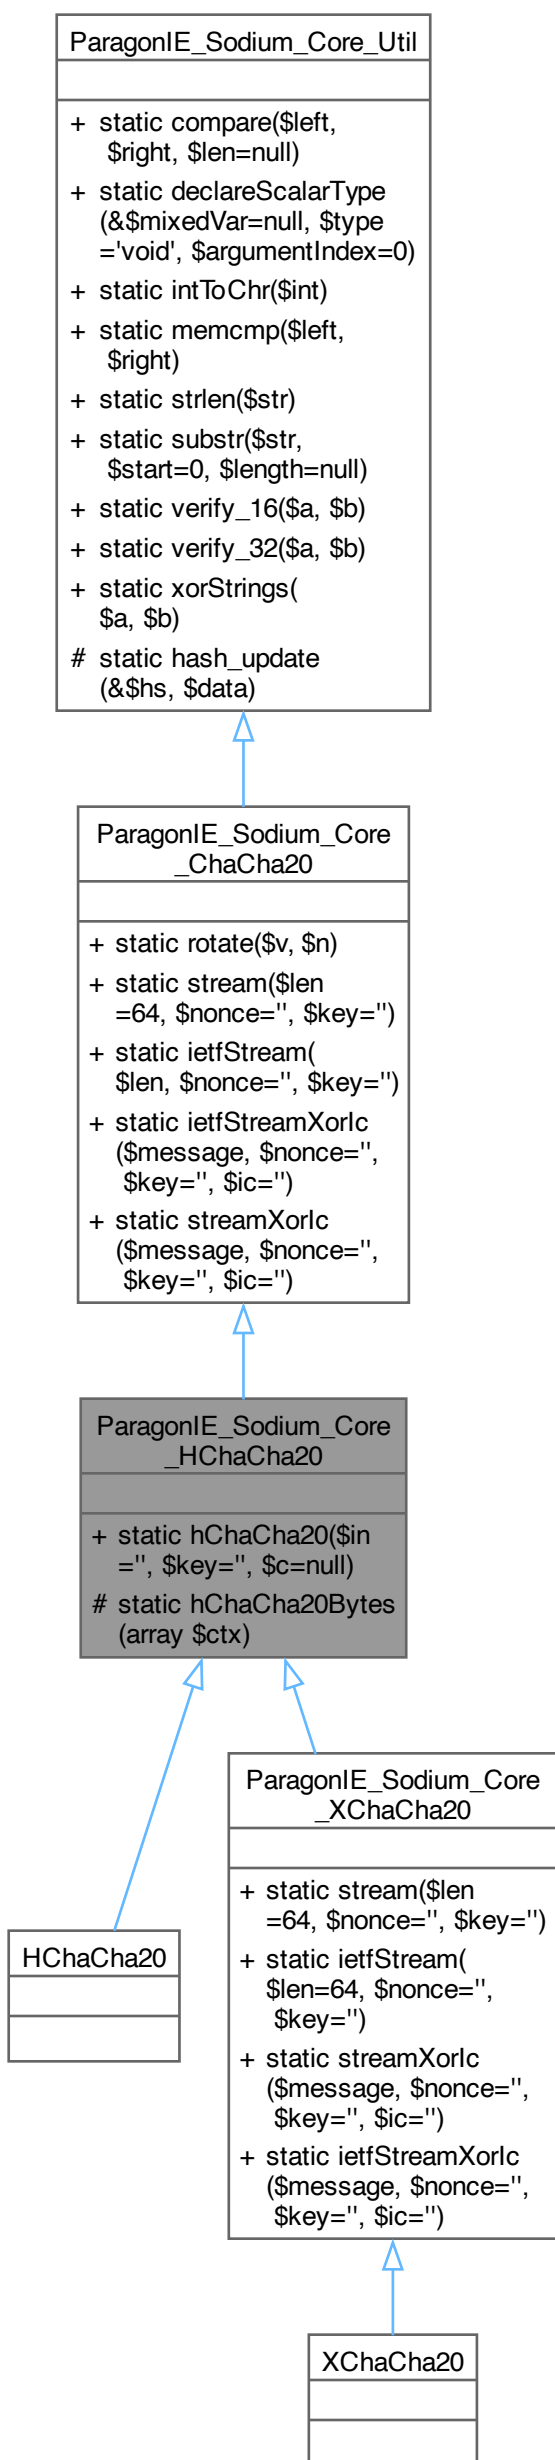 ParagonIE_Sodium_Core_Util
+ static compare($left,
$right, $len=null)
+ static declareScalarType
(&$mixedVar=null, $type
='void', $argumentIndex=0)
+ static intToChr($int)
+ static memcmp($left,
$right)
+ static strlen($str)
+ static substr($str,
$start=0, $length=null)
+ static verify_16($a, $b)
+ static verify_32($a, $b)
+ static xorStrings(
$a, $b)
# static hash_update
(&$hs, $data)
ParagonIE_Sodium_Core
_ChaCha20
+ static rotate($v, $n)
+ static stream($len
=64, $nonce='', $key='')
+ static ietfStream(
$len, $nonce='', $key='')
+ static ietfStreamXorIc
($message, $nonce='',
$key='', $ic='')
+ static streamXorIc
($message, $nonce='',
$key='', $ic='')
ParagonIE_Sodium_Core
_HChaCha20
+ static hChaCha20($in
='', $key='', $c=null)
# static hChaCha20Bytes
(array $ctx)
ParagonIE_Sodium_Core
_XChaCha20
+ static stream($len
=64, $nonce='', $key='')
+ static ietfStream(
$len=64, $nonce='',
$key='')
+ static streamXorIc
($message, $nonce='',
$key='', $ic='')
+ static ietfStreamXorIc
($message, $nonce='',
$key='', $ic='')
HChaCha20
XChaCha20